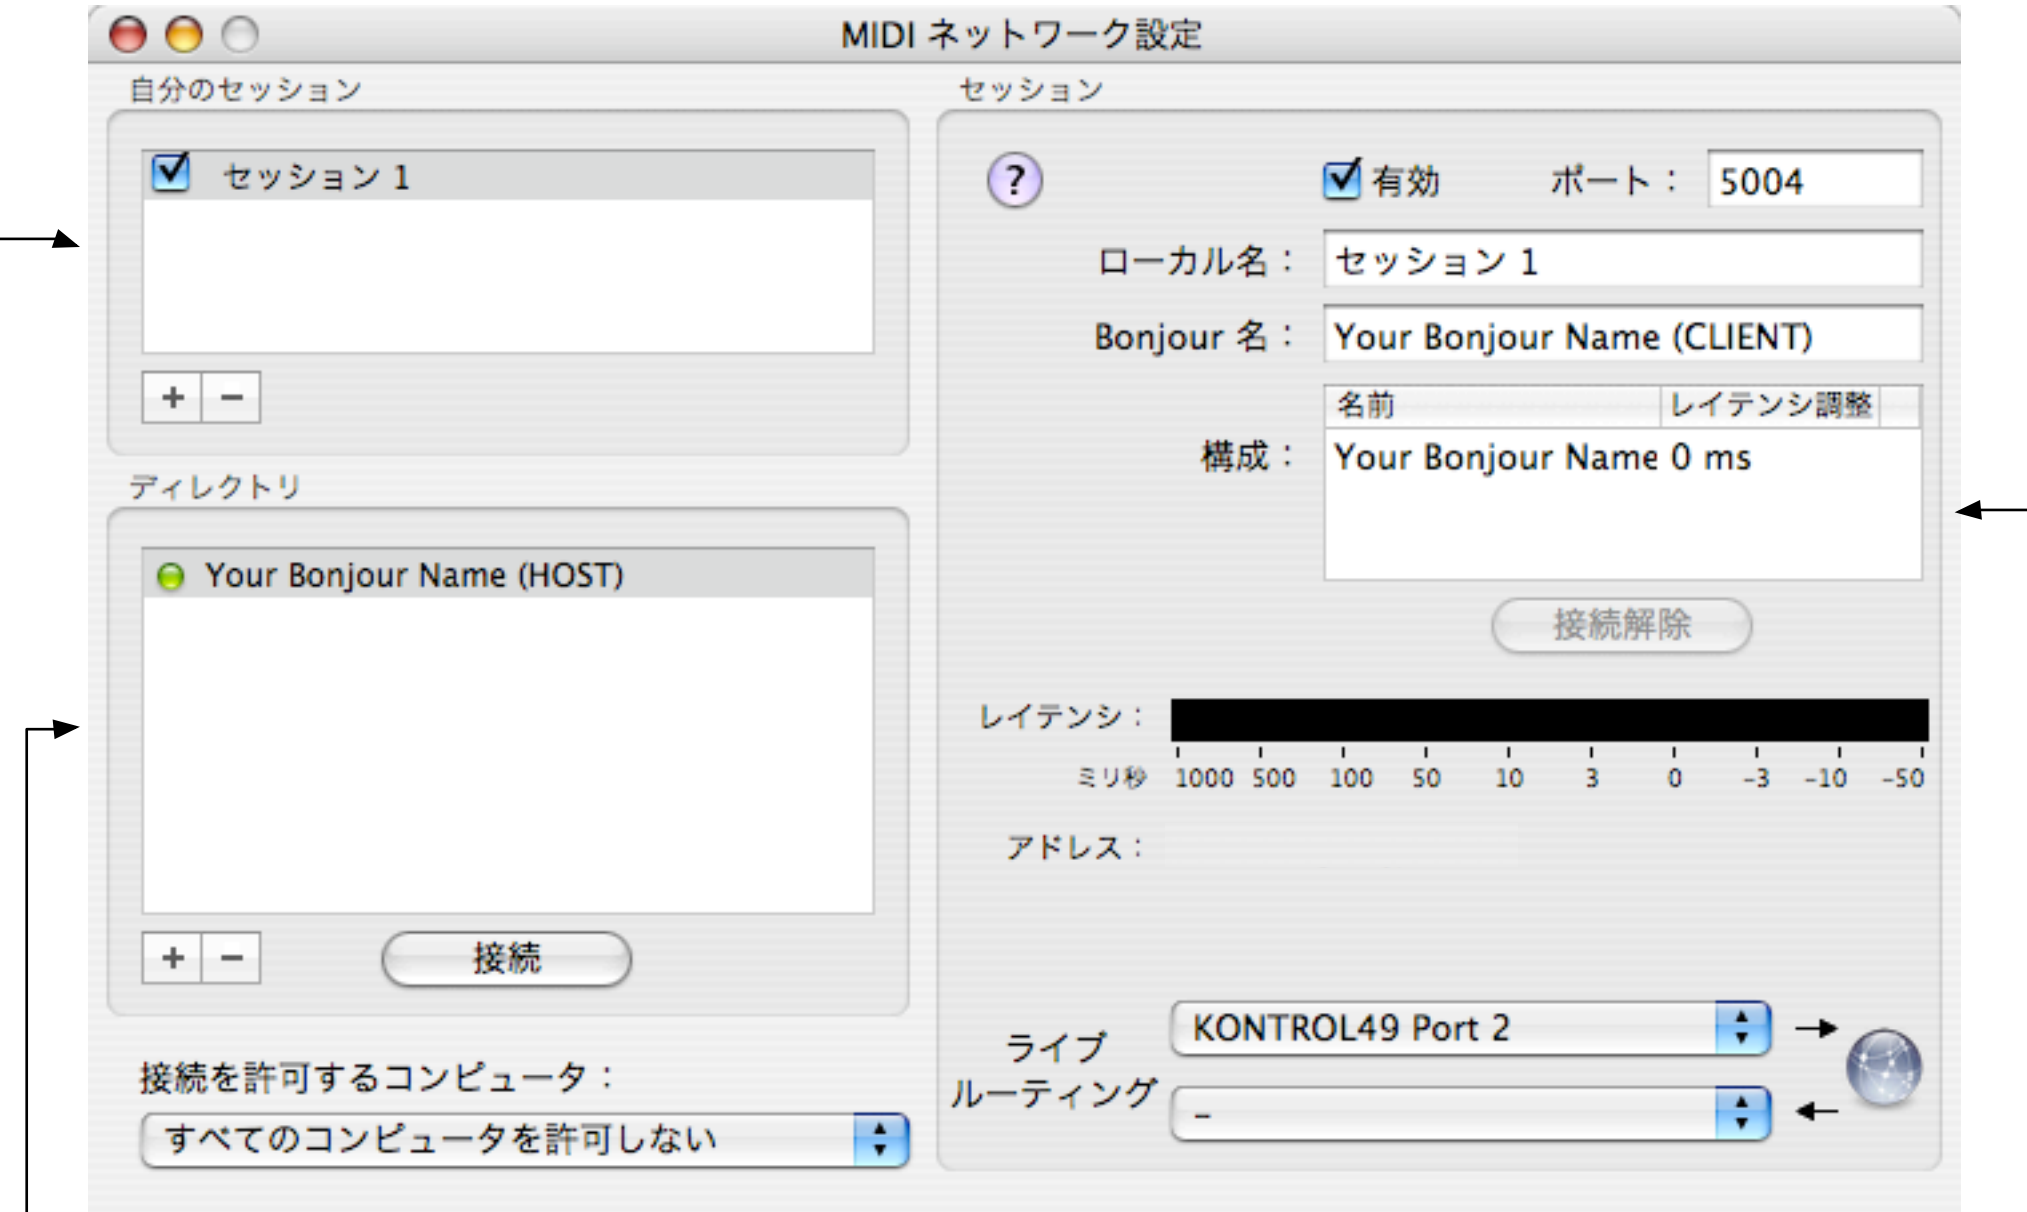 MIDI ネットワーク設定
自分のセッション
セッション 1
+ −
ディレクトリ
Your Bonjour Name (HOST)
+ −
接続
接続を許可するコンピュータ：
すべてのコンピュータを許可しない
セッション
?
有効 ポート： 5004
ローカル名： セッション 1
Bonjour 名： Your Bonjour Name (CLIENT)
名前 レイテンシ調整
構成： Your Bonjour Name 0 ms
接続解除
レイテンシ：
ミリ秒 1000 500 100 50 10 3 0 −3 −10 −50
アドレス：
ライブ
ルーティング
KONTROL49 Port 2
–